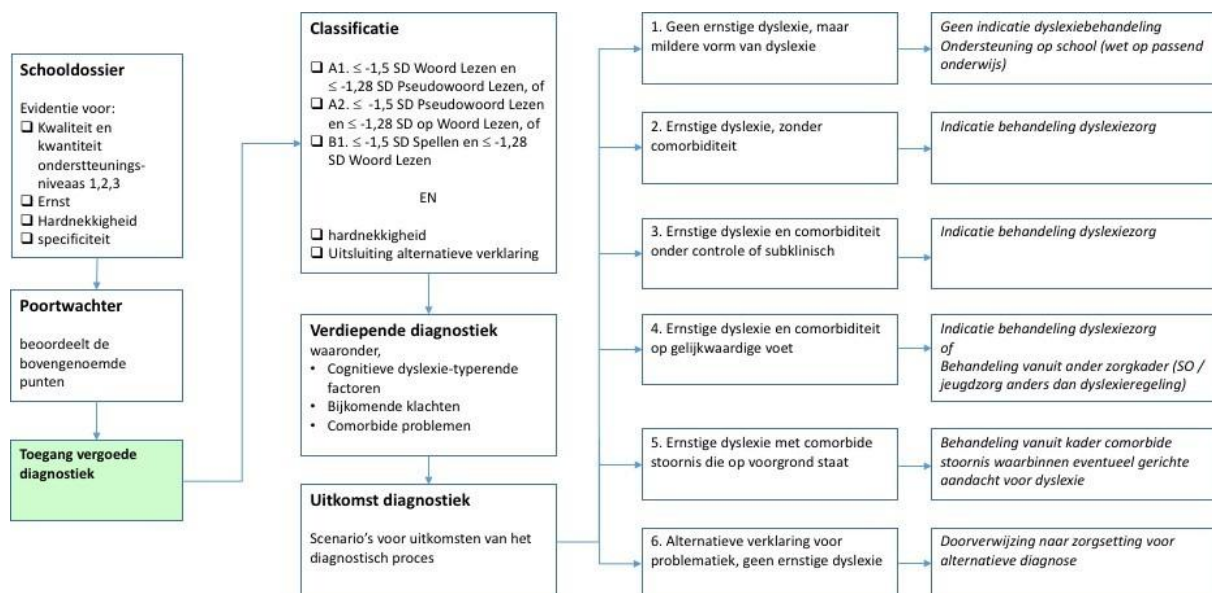 Schooldossier
Evidentie voor:
❑ Kwaliteit en
kwantiteit
onderstteunings-
niveaas 1,2,3
❑ Ernst
❑ Hardnekkigheid
❑ specificiteit
Poortwachter
beoordeelt de
bovengenoemde
punten
Toegang vergoede
diagnostiek
Classificatie
❑ A1. ≤ -1,5 SD Woord Lezen en
≤ -1,28 SD Pseudowoord Lezen, of
❑ A2. ≤ -1,5 SD Pseudowoord Lezen
en ≤ -1,28 SD op Woord Lezen, of
❑ B1. ≤ -1,5 SD Spellen en ≤ -1,28
SD Woord Lezen
EN
❑ hardnekkigheid
❑ Uitsluiting alternatieve verklaring
Verdiepende diagnostiek
waaronder,
• Cognitieve dyslexie-typerende
factoren
• Bijkomende klachten
• Comorbide problemen
Uitkomst diagnostiek
Scenario's voor uitkomsten van het
diagnostisch proces
1. Geen ernstige dyslexie, maar
mildere vorm van dyslexie
Geen indicatie dyslexiebehandeling
Ondersteuning op school (wet op passend
onderwijs)
2. Ernstige dyslexie, zonder
comorbiditeit
Indicatie behandeling dyslexiezorg
3. Ernstige dyslexie en comorbiditeit
onder controle of subklinisch
Indicatie behandeling dyslexiezorg
4. Ernstige dyslexie en comorbiditeit
op gelijkwaardige voet
Indicatie behandeling dyslexiezorg
of
Behandeling vanuit ander zorgkader (SO /
jeugdzorg anders dan dyslexieregeling)
5. Ernstige dyslexie met comorbide
stoornis die op voorgrond staat
Behandeling vanuit kader comorbide
stoornis waarbinnen eventueel gerichte
aandacht voor dyslexie
6. Alternatieve verklaring voor
problematiek, geen ernstige dyslexie
Doorverwijzing naar zorgsetting voor
alternatieve diagnose